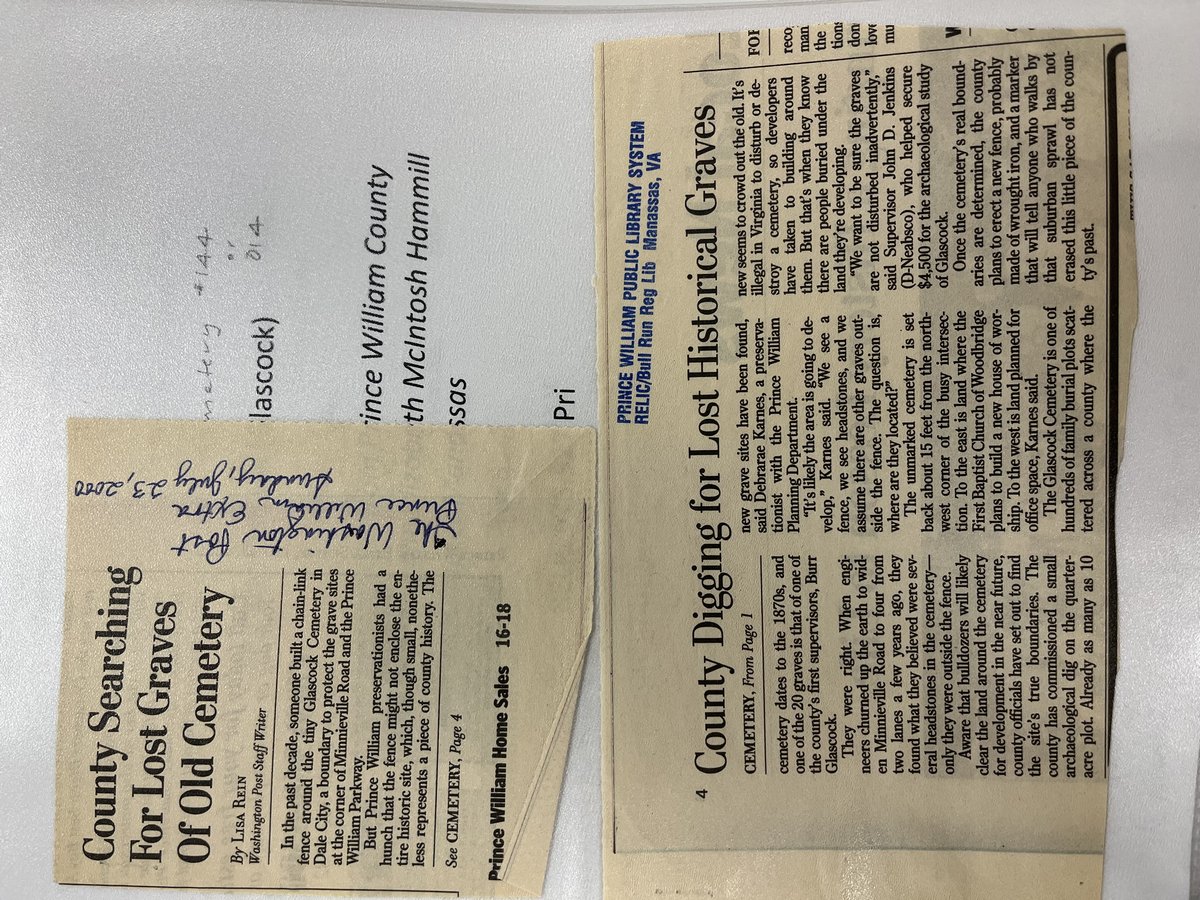 County Searching
For Lost Graves
Of Old Cemetery
By LISA REIN
Washington Post Staff Writer
In the past decade, someone built a chain-link
fence around the tiny Glascock Cemetery in
Dale City, a boundary to protect the grave sites
at the corner of Minnieville Road and the Prince
William Parkway.
But Prince William preservationists had a
hunch that the fence might not enclose the en-
tire historic site, which, though small, nonethe-
less represents a piece of county history. The
See CEMETERY, Page 4
Prince William Home Sales 16-18
The Washington Post
Prince William Extra
Sunday, July 23, 2000
metery #144
or
014
lascock)
rince William County
th McIntosh Hammill
ssas
Pri
PRINCE WILLIAM PUBLIC LIBRARY SYSTEM
RELIC/Bull Run Reg Lib Manassas, VA
4
County Digging for Lost Historical Graves
CEMETERY, From Page 1
cemetery dates to the 1870s, and
one of the 20 graves is that of one of
the county's first supervisors, Burr
Glascock.
They were right. When engi-
neers churned up the earth to wid-
en Minnieville Road to four from
two lanes a few years ago, they
found what they believed were sev-
eral headstones in the cemetery—
only they were outside the fence.
Aware that bulldozers will likely
clear the land around the cemetery
for development in the near future,
county officials have set out to find
the site's true boundaries. The
county has commissioned a small
archaeological dig on the quarter-
acre plot. Already as many as 10
new grave sites have been found,
said Debrarae Karnes, a preserva-
tionist with the Prince William
Planning Department.
"It's likely the area is going to de-
velop," Karnes said. "We see a
fence, we see headstones, and we
assume there are other graves out-
side the fence. The question is,
where are they located?"
The unmarked cemetery is set
back about 15 feet from the north-
west corner of the busy intersec-
tion. To the east is land where the
First Baptist Church of Woodbridge
plans to build a new house of wor-
ship. To the west is land planned for
office space, Karnes said.
The Glascock Cemetery is one of
hundreds of family burial plots scat-
tered across a county where the
new seems to crowd out the old. It's
illegal in Virginia to disturb or de-
stroy a cemetery, so developers
have taken to building around
them. But that's when they know
there are people buried under the
land they're developing.
"We want to be sure the graves
are not disturbed inadvertently,"
said Supervisor John D. Jenkins
(D-Neabsco), who helped secure
$4,500 for the archaeological study
of Glascock.
Once the cemetery's real bound-
aries are determined, the county
plans to erect a new fence, probably
made of wrought iron, and a marker
that will tell anyone who walks by
that suburban sprawl has not
erased this little piece of the coun-
ty's past.
FOR
reco
man
the
tions
don
love
mu